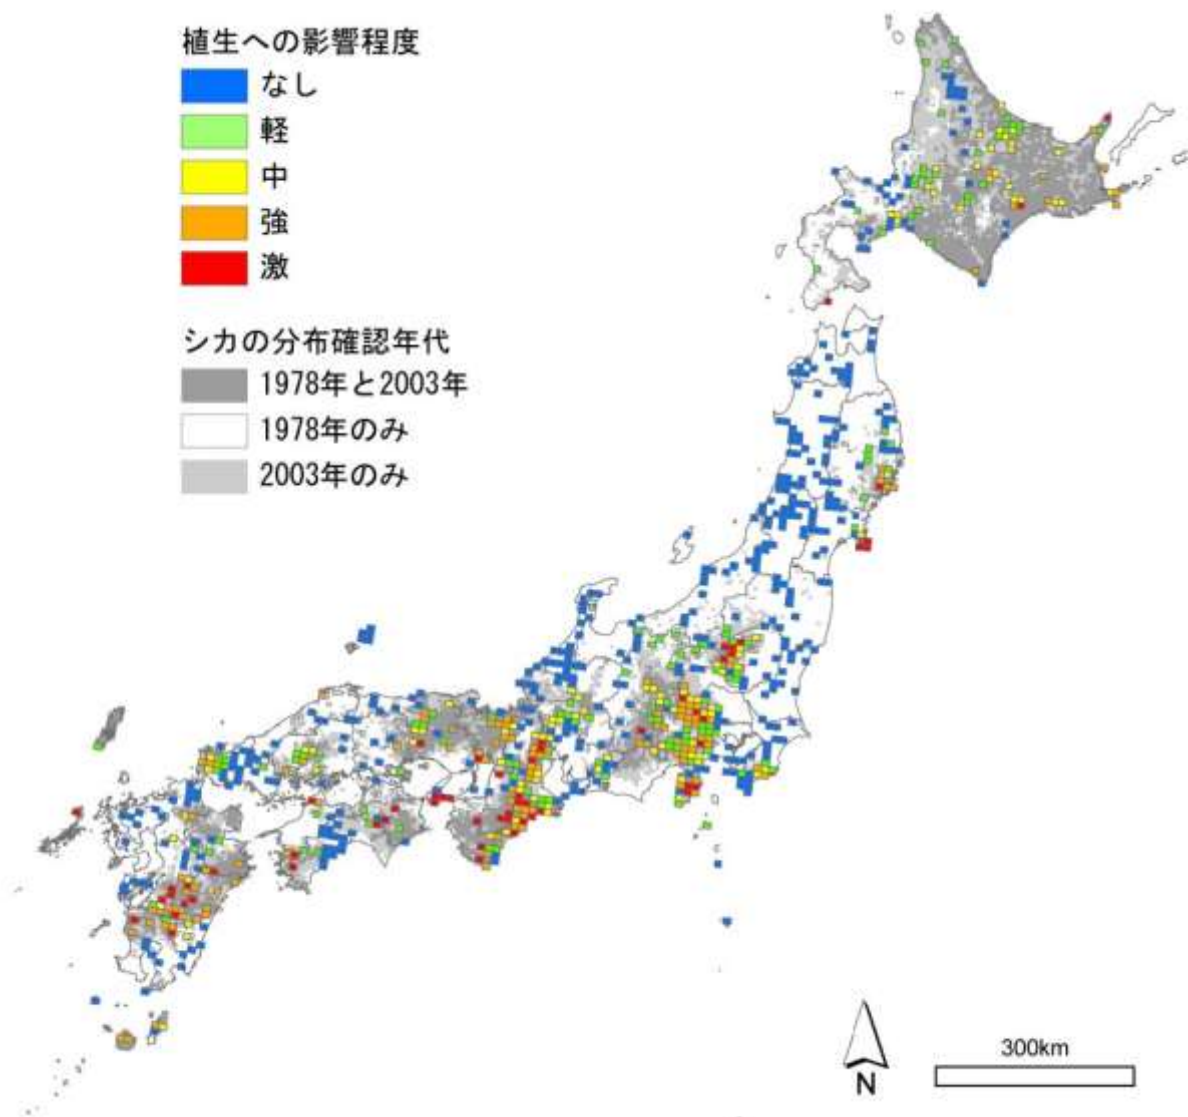 植生への影響程度
なし
軽
中
強
激
シカの分布確認年代
1978年と2003年
1978年のみ
2003年のみ
N
300km